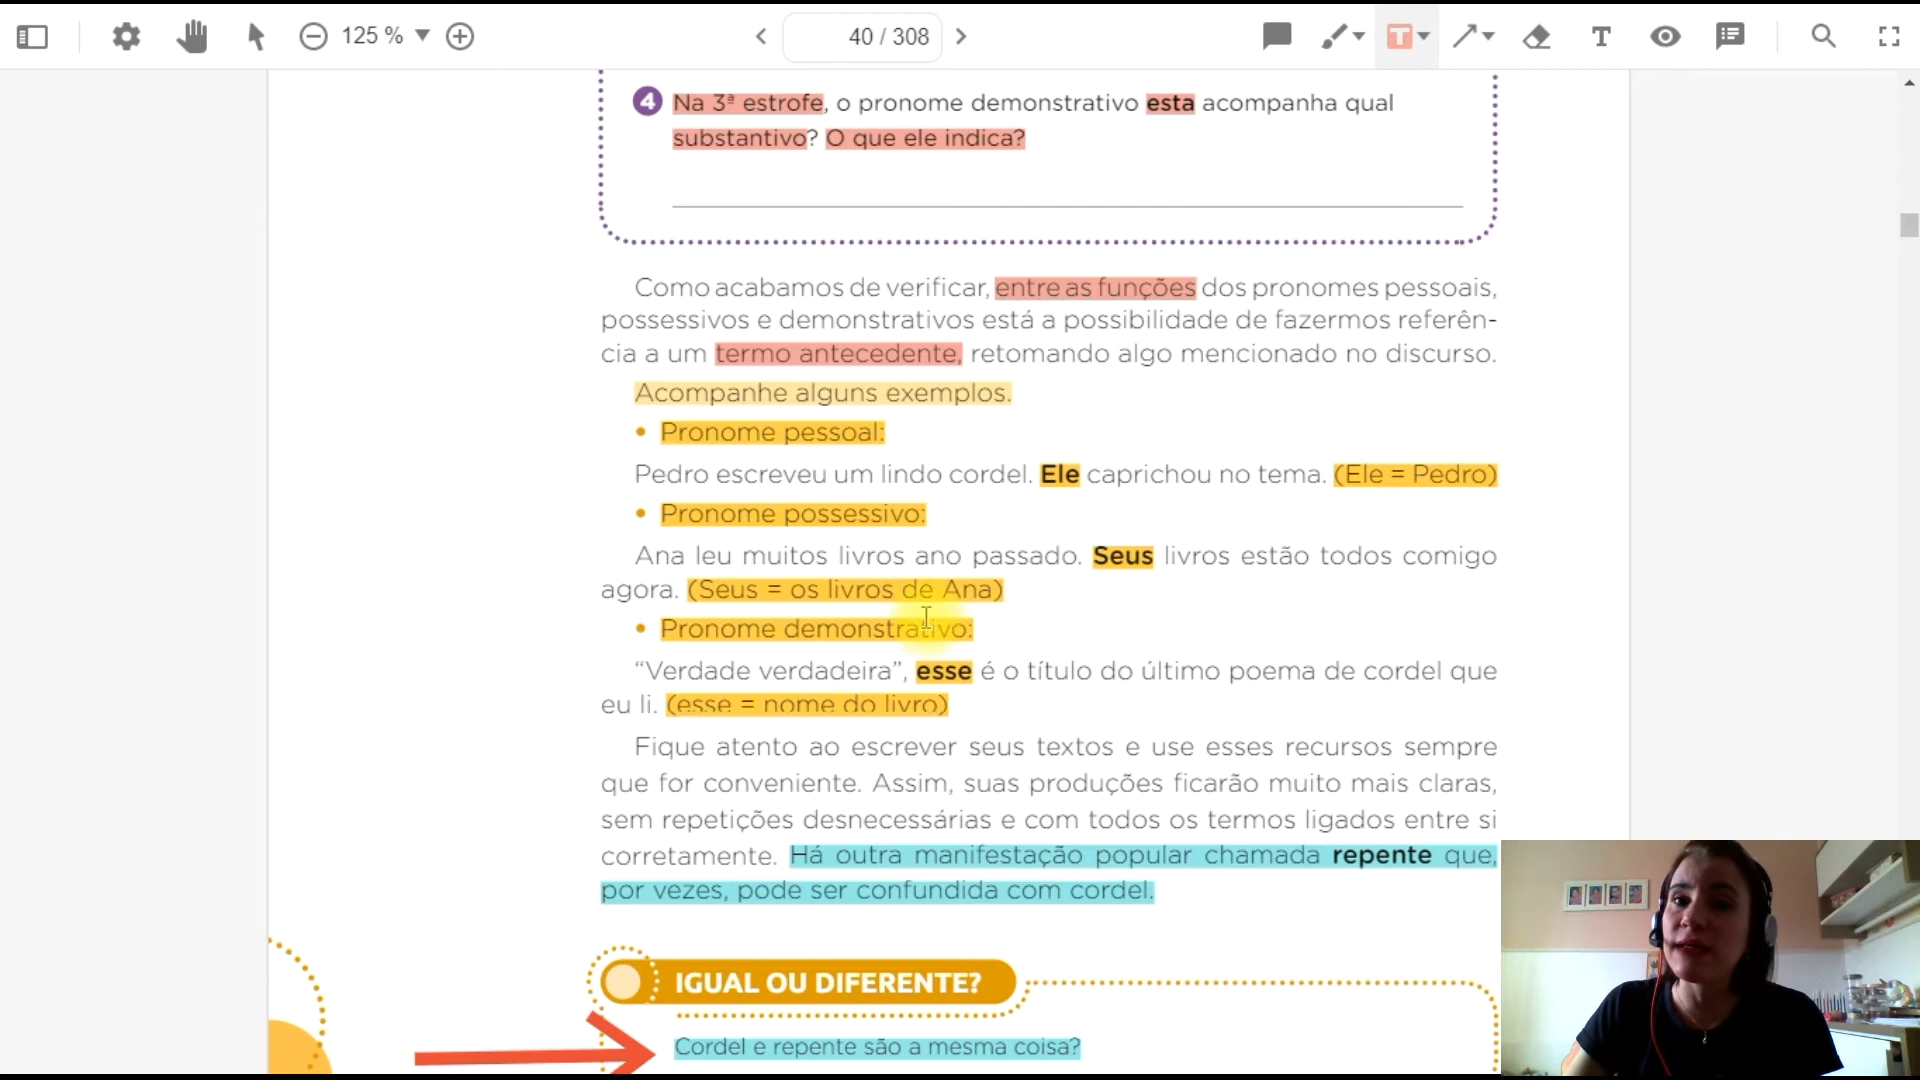 125 %
40 / 308
4 Na 3ª estrofe, o pronome demonstrativo esta acompanha qual
substantivo? O que ele indica?
Como acabamos de verificar, entre as funções dos pronomes pessoais,
possessivos e demonstrativos está a possibilidade de fazermos referên-
cia a um termo antecedente, retomando algo mencionado no discurso.
Acompanhe alguns exemplos.
• Pronome pessoal:
Pedro escreveu um lindo cordel. Ele caprichou no tema. (Ele = Pedro)
• Pronome possessivo:
Ana leu muitos livros ano passado. Seus livros estão todos comigo
agora. (Seus = os livros de Ana)
• Pronome demonstrativo:
“Verdade verdadeira”, esse é o título do último poema de cordel que
eu li. (esse = nome do livro)
Fique atento ao escrever seus textos e use esses recursos sempre
que for conveniente. Assim, suas produções ficarão muito mais claras,
sem repetições desnecessárias e com todos os termos ligados entre si
corretamente. Há outra manifestação popular chamada repente que,
por vezes, pode ser confundida com cordel.
IGUAL OU DIFERENTE?
Cordel e repente são a mesma coisa?